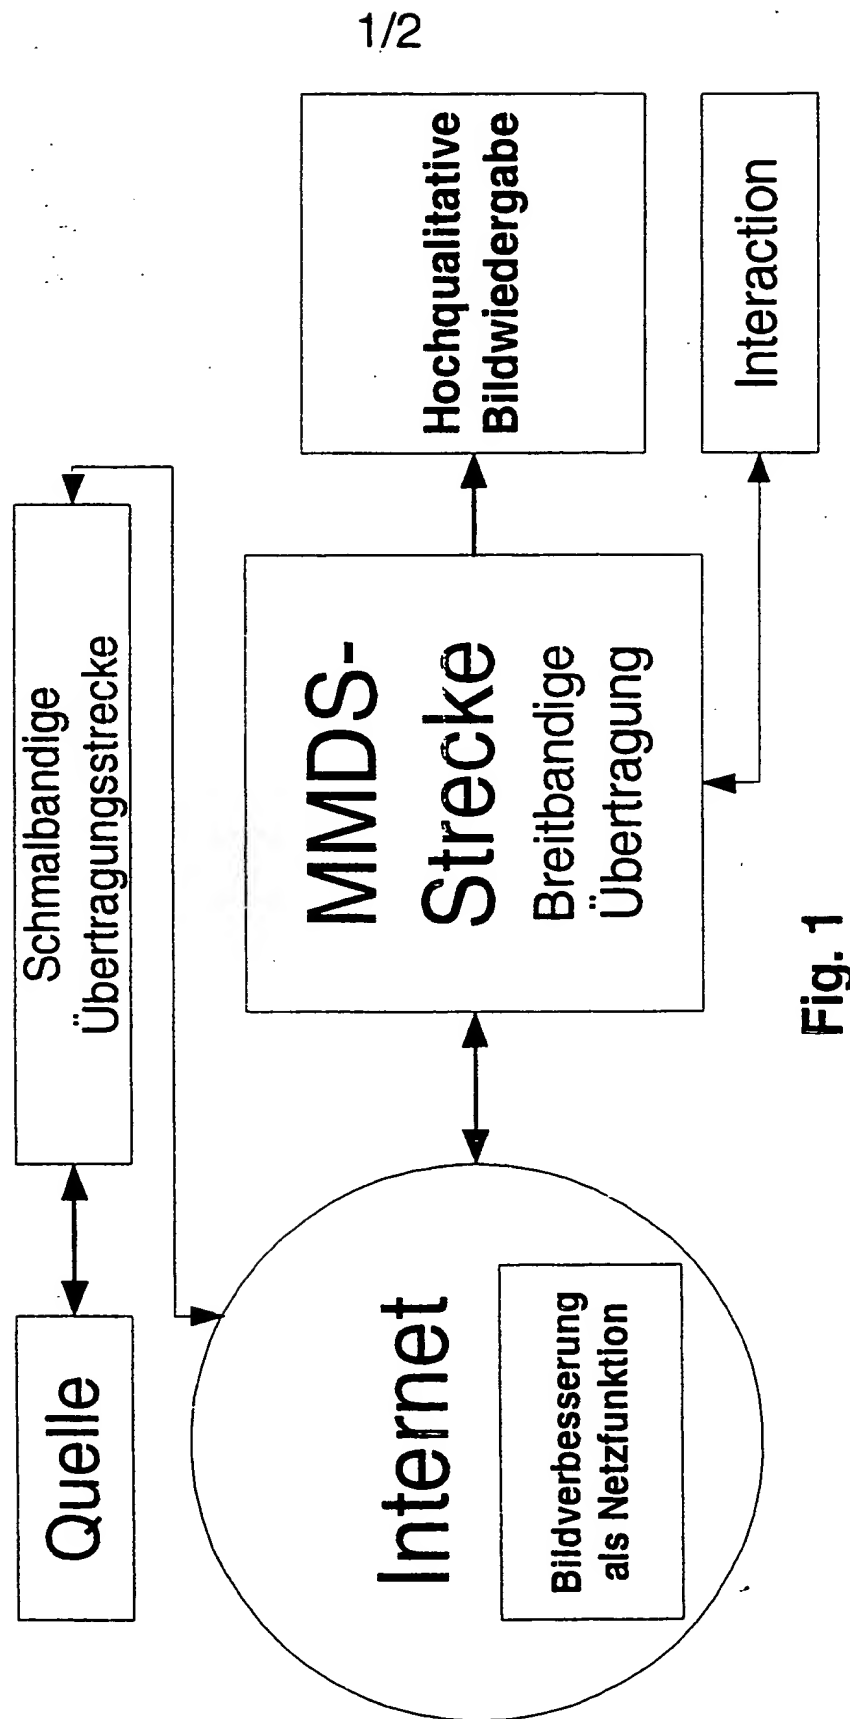 1/2
Quelle
Schmalbandige
Übertragungsstrecke
Internet
Bildverbesserung
als Netzfunktion
MMDS-
Strecke
Breitbandige
Übertragung
Hochqualitative
Bildwiedergabe
Interaction
Fig. 1